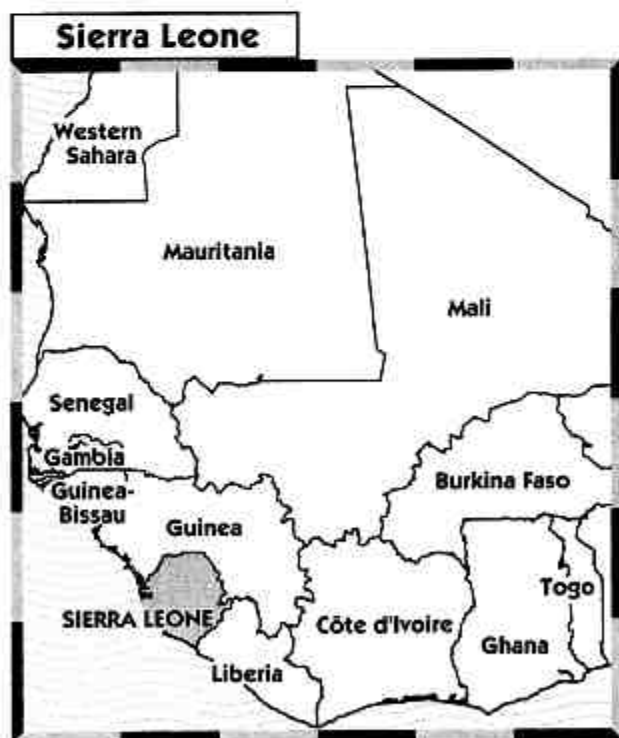 Sierra Leone
Western
Sahara
Mauritania
Mali
Senegal
Gambia
Guinea-
Bissau
Guinea
Burkina Faso
SIERRA LEONE
Liberia
Côte d'Ivoire
Ghana
Togo